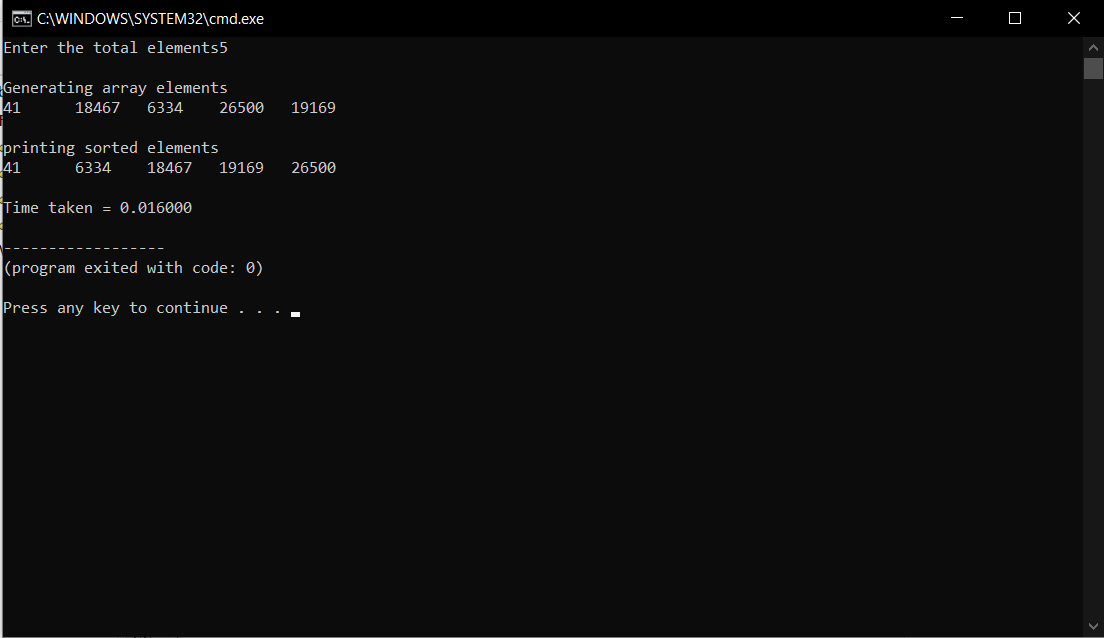 C:\WINDOWS\SYSTEM32\cmd.exe
Enter the total elements5
Generating array elements
41 18467 6334 26500 19169
printing sorted elements
41 6334 18467 19169 26500
Time taken = 0.016000
------------------
(program exited with code: 0)
Press any key to continue . . .